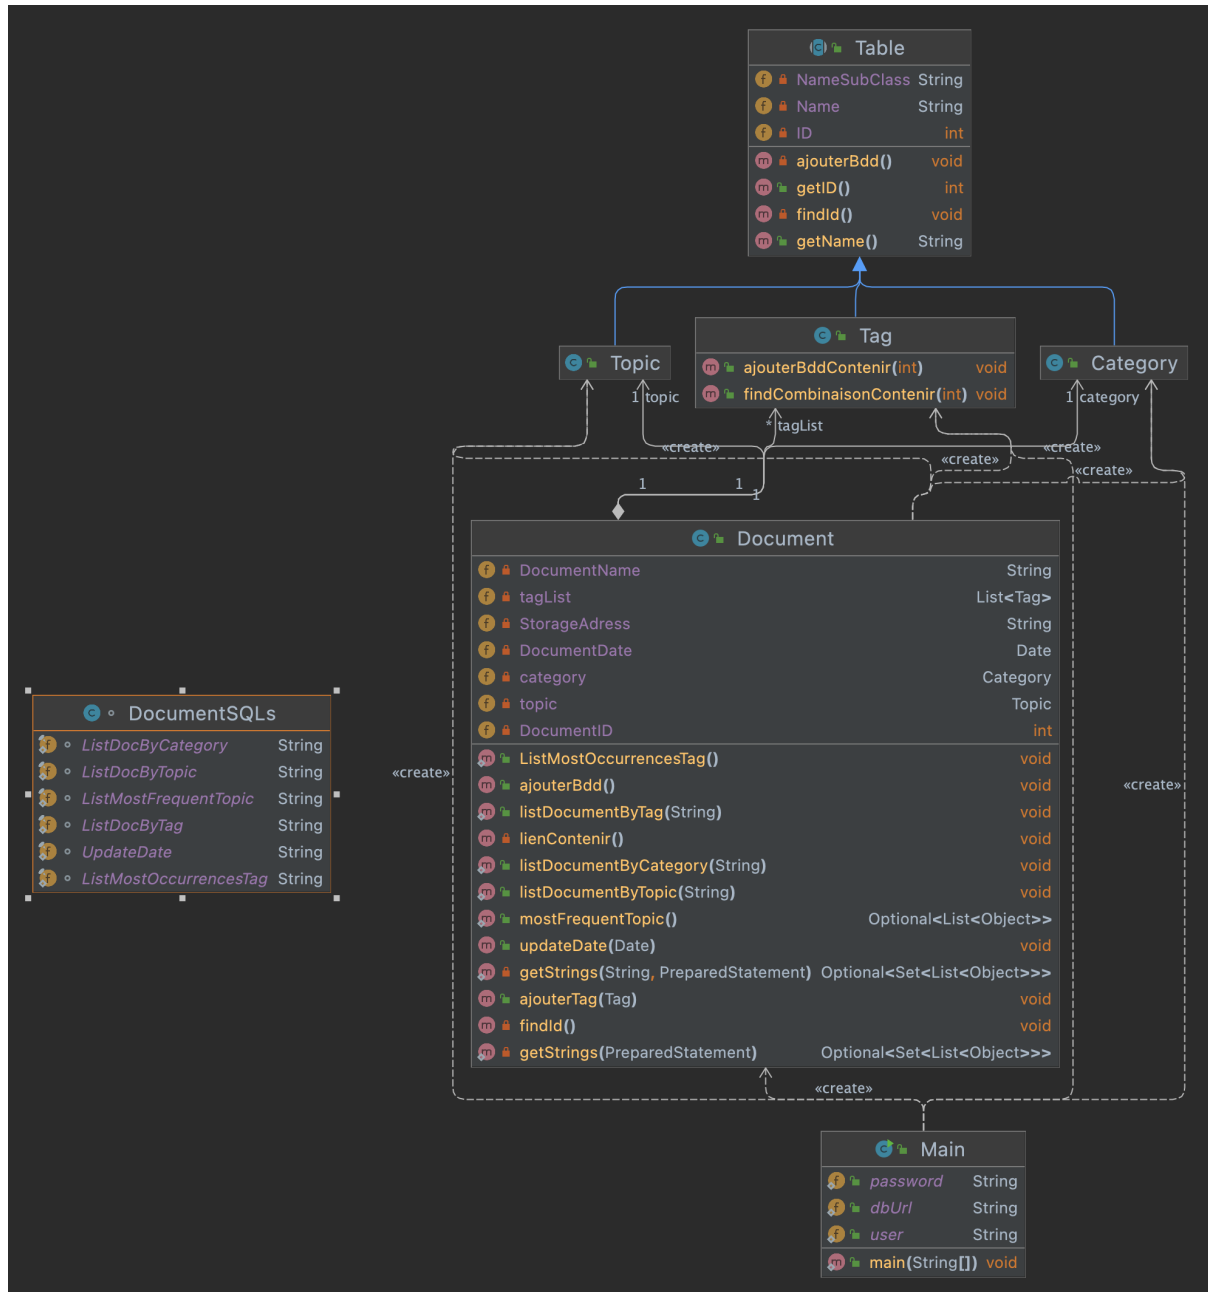 Table
NameSubClass String
Name String
ID int
ajouterBdd() void
getID() int
findId() void
getName() String
Topic
Tag
ajouterBddContenir(int) void
findCombinaisonContenir(int) void
Category
1 topic
1 category
* tagList
«create»
«create»
«create»
«create»
1
1
1
Document
DocumentName String
tagList List<Tag>
StorageAdress String
DocumentDate Date
category Category
topic Topic
DocumentID int
ListMostOccurrencesTag() void
ajouterBdd() void
listDocumentByTag(String) void
lienContenir() void
listDocumentByCategory(String) void
listDocumentByTopic(String) void
mostFrequentTopic() Optional<List<Object>>
updateDate(Date) void
getStrings(String, PreparedStatement) Optional<Set<List<Object>>>
ajouterTag(Tag) void
findId() void
getStrings(PreparedStatement) Optional<Set<List<Object>>>
DocumentSQLs
ListDocByCategory String
ListDocByTopic String
ListMostFrequentTopic String
ListDocByTag String
UpdateDate String
ListMostOccurrencesTag String
«create»
«create»
«create»
Main
password String
dbUrl String
user String
main(String[]) void